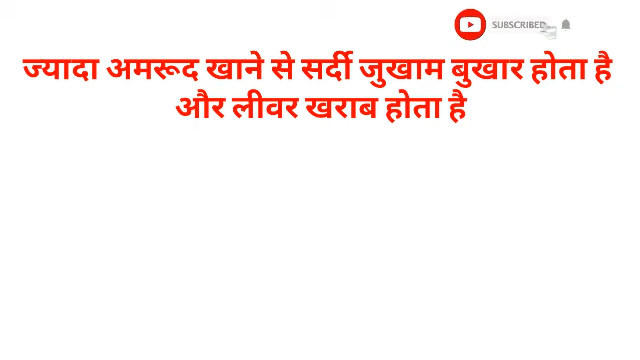 SUBSCRIBED
ज्यादा अमरूद खाने से सर्दी जुखाम बुखार होता है
और लीवर खराब होता है